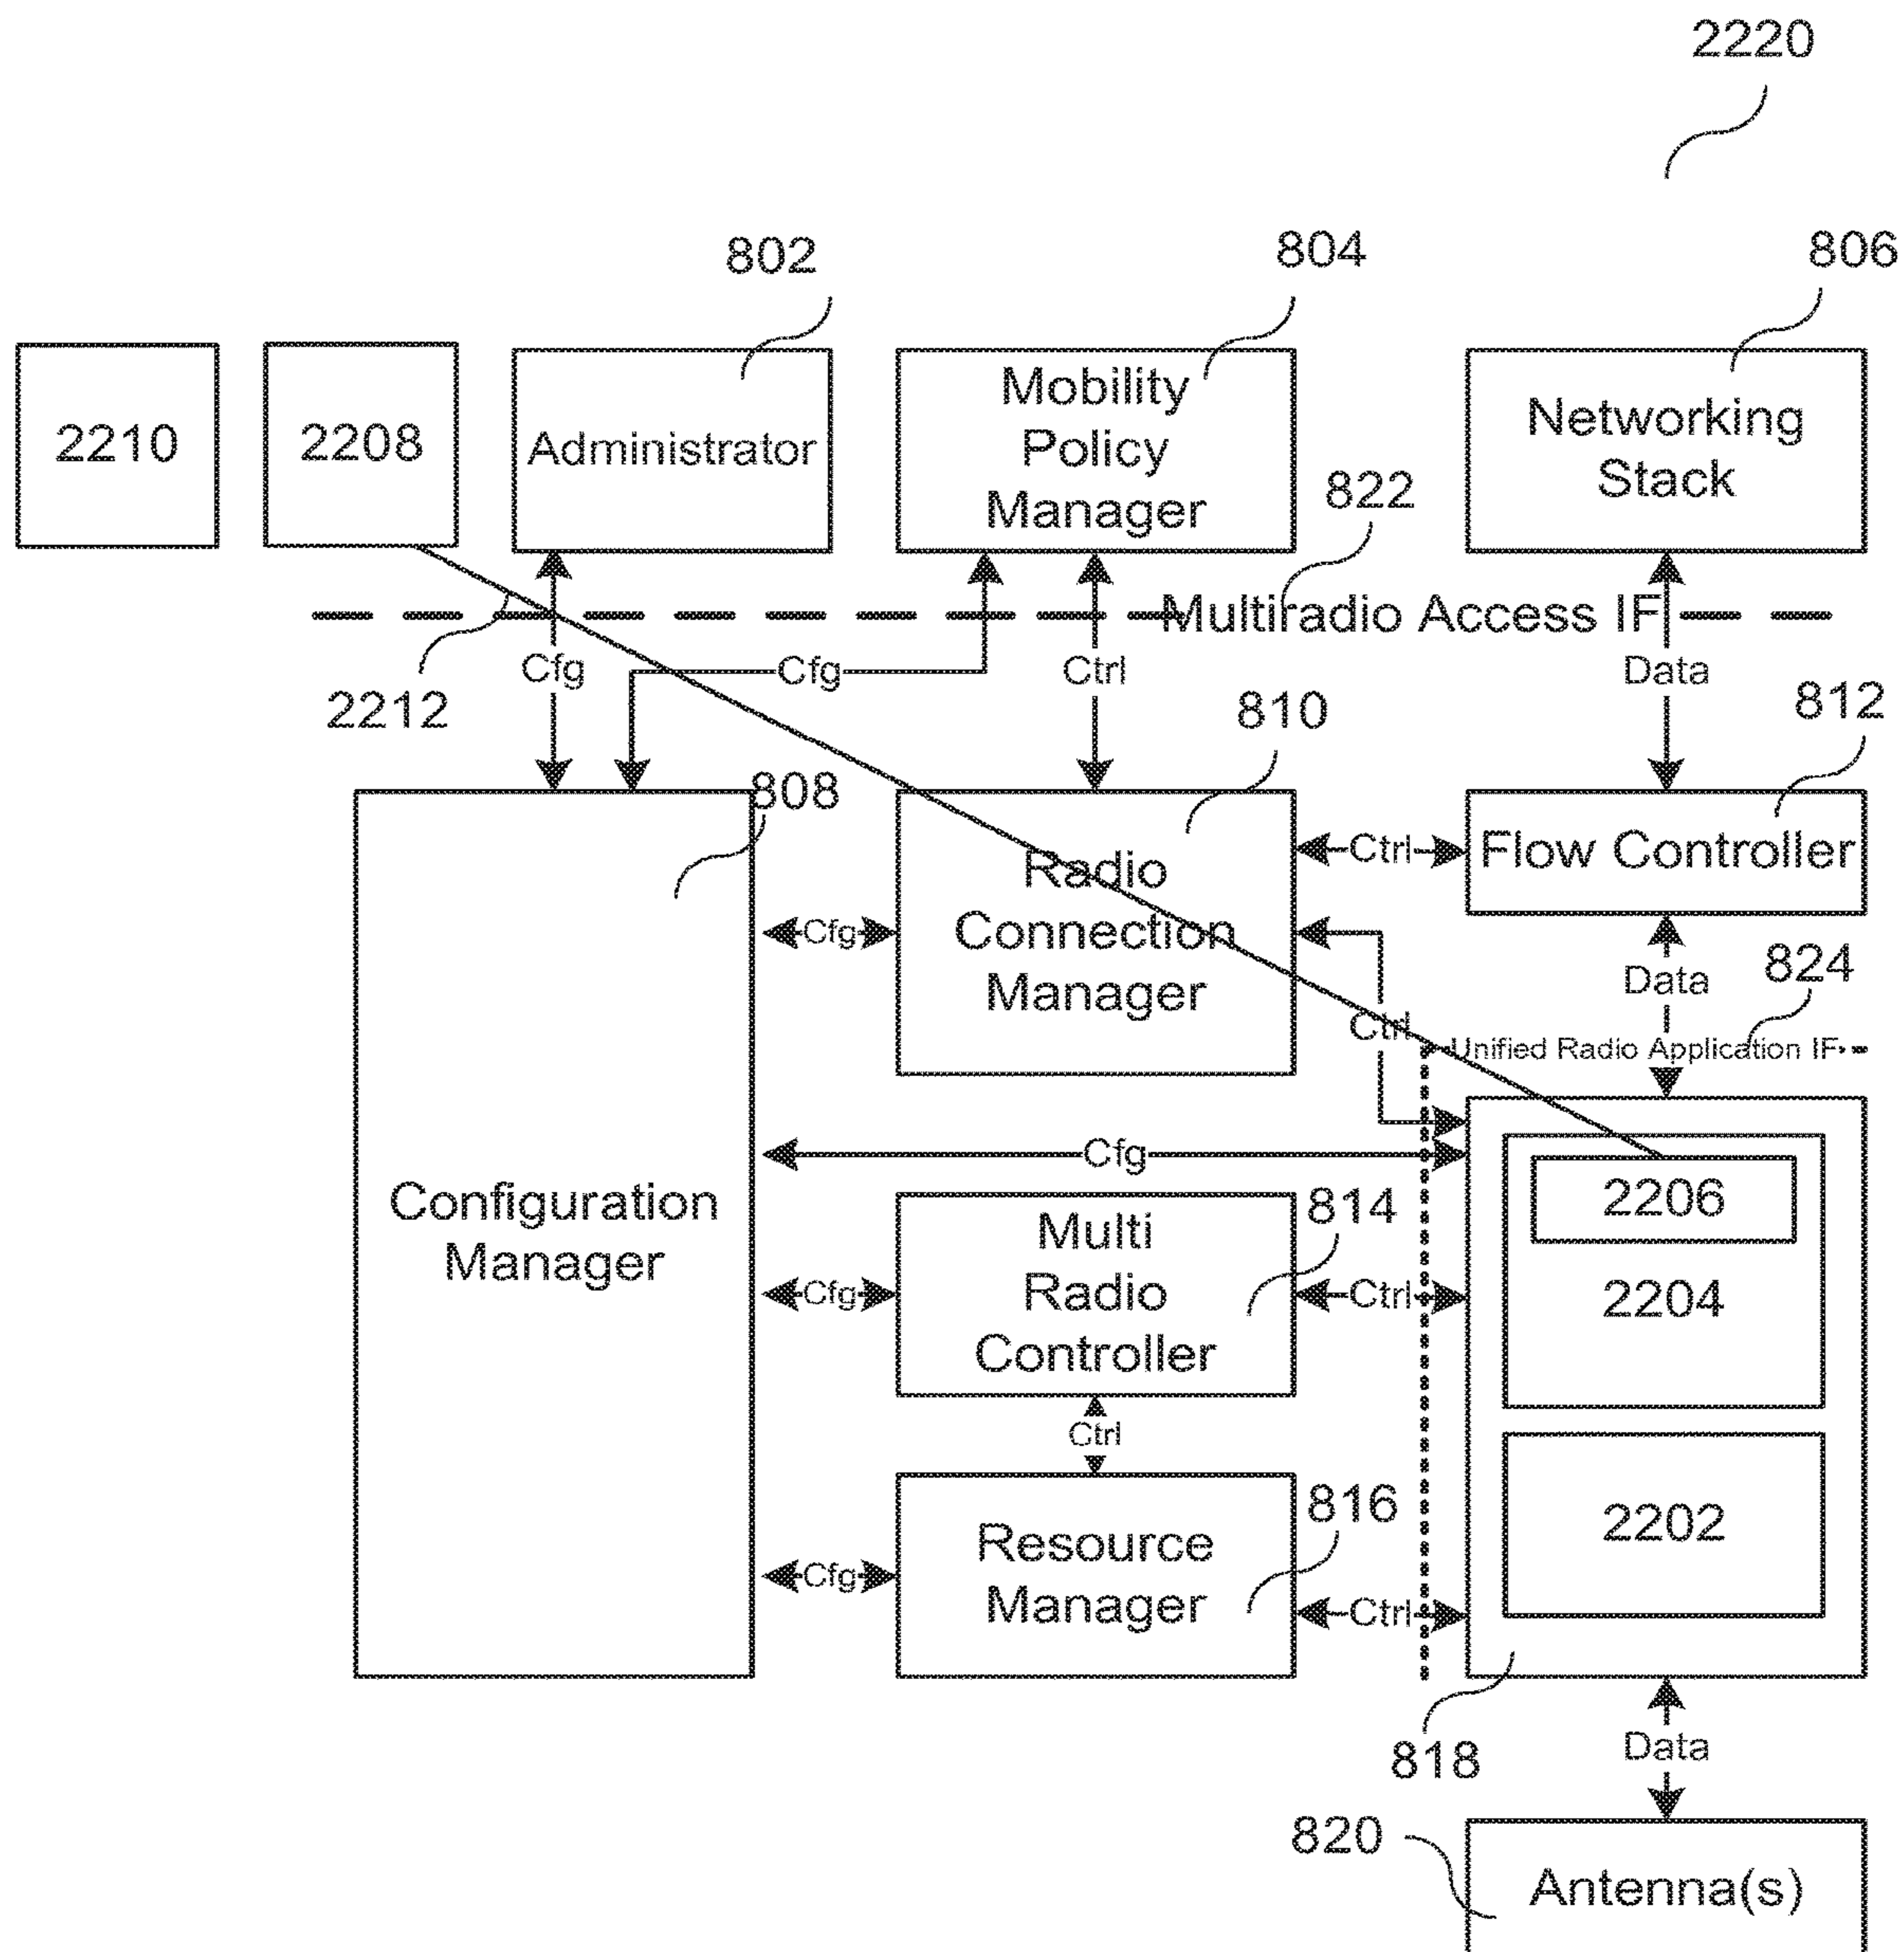 2220
802
804
806
2210
2208
Administrator
Mobility
Policy
Manager
Networking
Stack
822
Multiradio Access IF
2212
Cfg
Cfg
Ctrl
Data
808
810
812
Configuration
Manager
Cfg
Radio
Connection
Manager
Ctrl
Flow Controller
Data
824
Ctrl
Unified Radio Application IF
Cfg
2206
2204
2202
Cfg
Multi
Radio
Controller
814
Ctrl
Ctrl
Cfg
Resource
Manager
816
Ctrl
818
Data
820
Antenna(s)